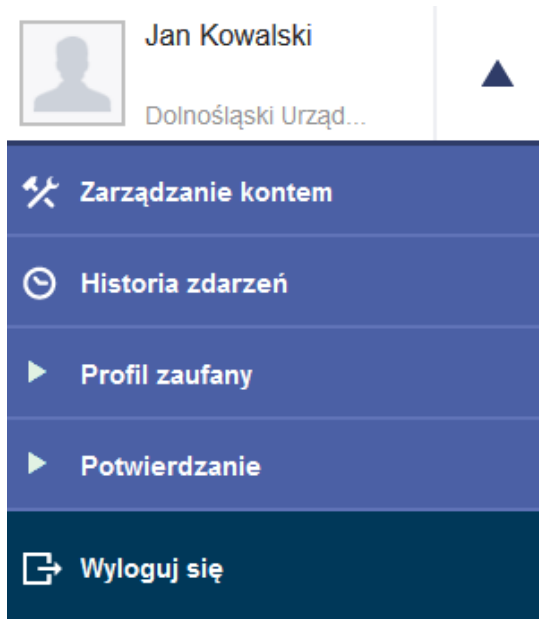 Jan Kowalski
Dolnośląski Urząd...
Zarządzanie kontem
Historia zdarzeń
Profil zaufany
Potwierdzanie
Wyloguj się